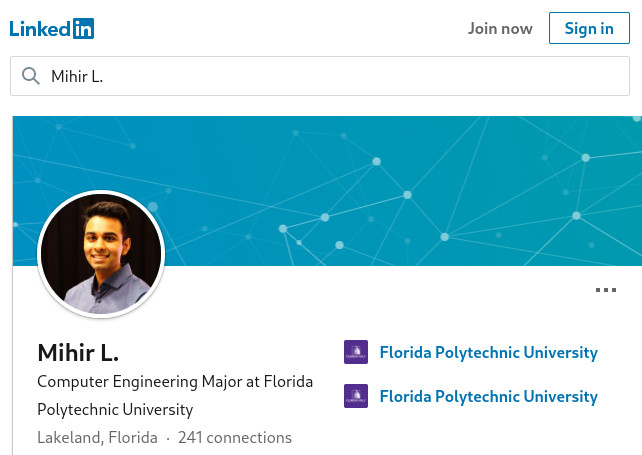 Linkedin
Join now
Sign in
Mihir L.
Mihir L.
Computer Engineering Major at Florida
Polytechnic University
Lakeland, Florida · 241 connections
Florida Polytechnic University
Florida Polytechnic University